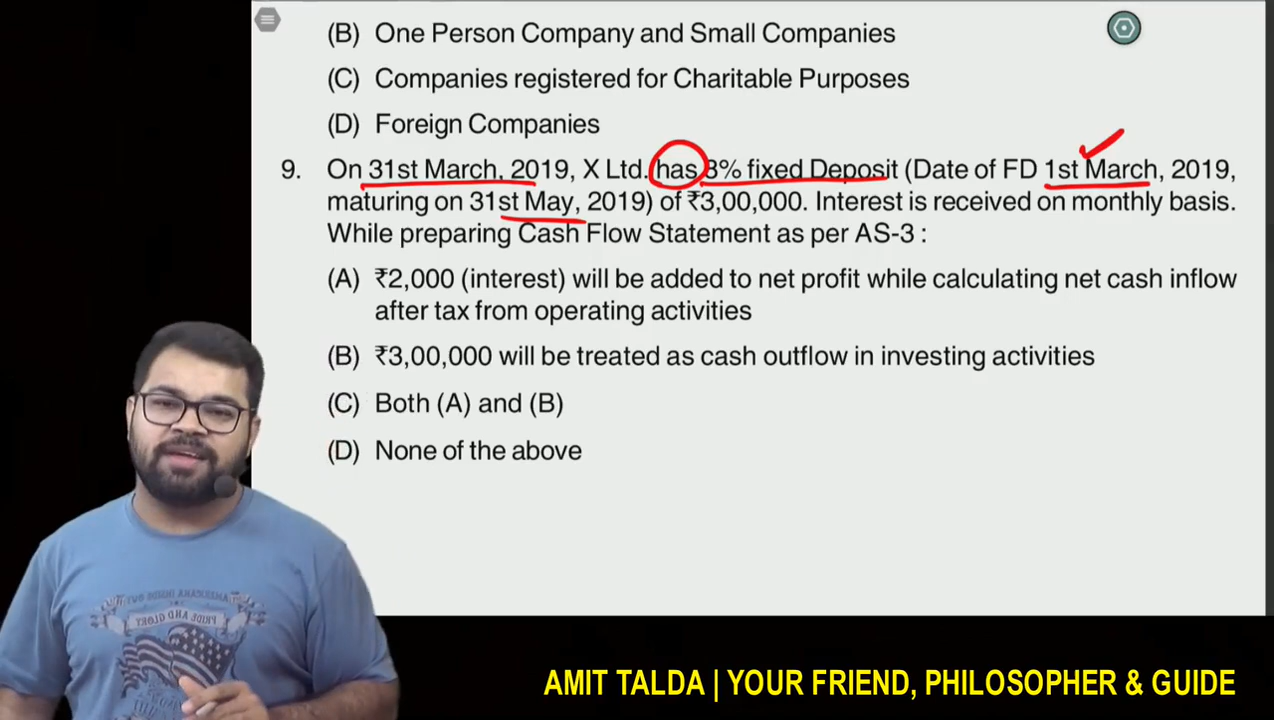 (B) One Person Company and Small Companies
(C) Companies registered for Charitable Purposes
(D) Foreign Companies
9. On 31st March, 2019, X Ltd. has 8% fixed Deposit (Date of FD 1st March, 2019,
maturing on 31st May, 2019) of ₹3,00,000. Interest is received on monthly basis.
While preparing Cash Flow Statement as per AS-3 :
(A) ₹2,000 (interest) will be added to net profit while calculating net cash inflow
after tax from operating activities
(B) ₹3,00,000 will be treated as cash outflow in investing activities
(C) Both (A) and (B)
(D) None of the above
PRIDE AND GLORY
AMIT TALDA | YOUR FRIEND, PHILOSOPHER & GUIDE